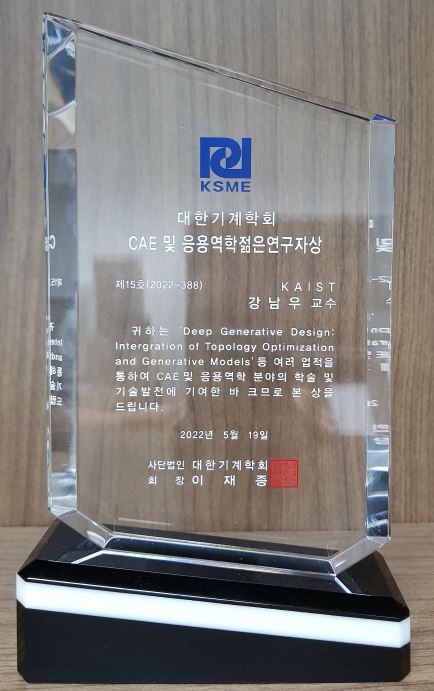 KSME
대한기계학회
CAE 및 응용역학젊은연구자상
제15호(2022-388)
KAIST
강남우 교수
귀하는 'Deep Generative Design:
Intergration of Topology Optimization
and Generative Models' 등 여러 업적을
통하여 CAE 및 응용역학 분야의 학술 및
기술발전에 기여한 바 크므로 본 상을
드립니다.
2022년 5월 19일
사단법인 대한기계학회
회 장 이 재 종